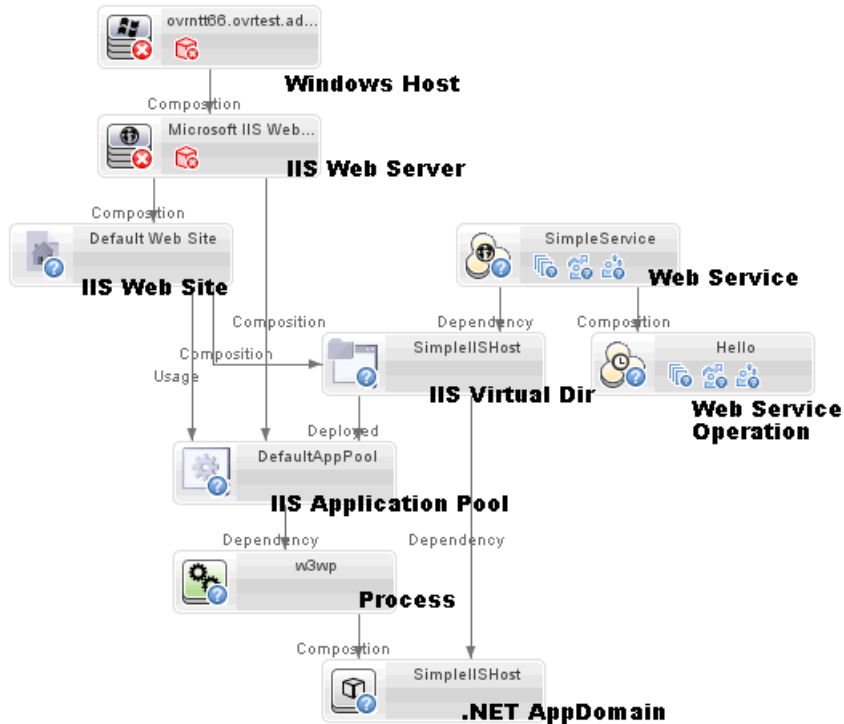 ovrntt66.ovrtest.ad...
Windows Host
Composition
Microsoft IIS Web...
IIS Web Server
Composition
Default Web Site
IIS Web Site
SimpleService
Web Service
Composition
Dependency
Composition
Composition
Usage
SimpleIISHost
IIS Virtual Dir
Hello
Web Service
Operation
Deployed
DefaultAppPool
IIS Application Pool
Dependency
Dependency
w3wp
Process
Composition
SimpleIISHost
.NET AppDomain